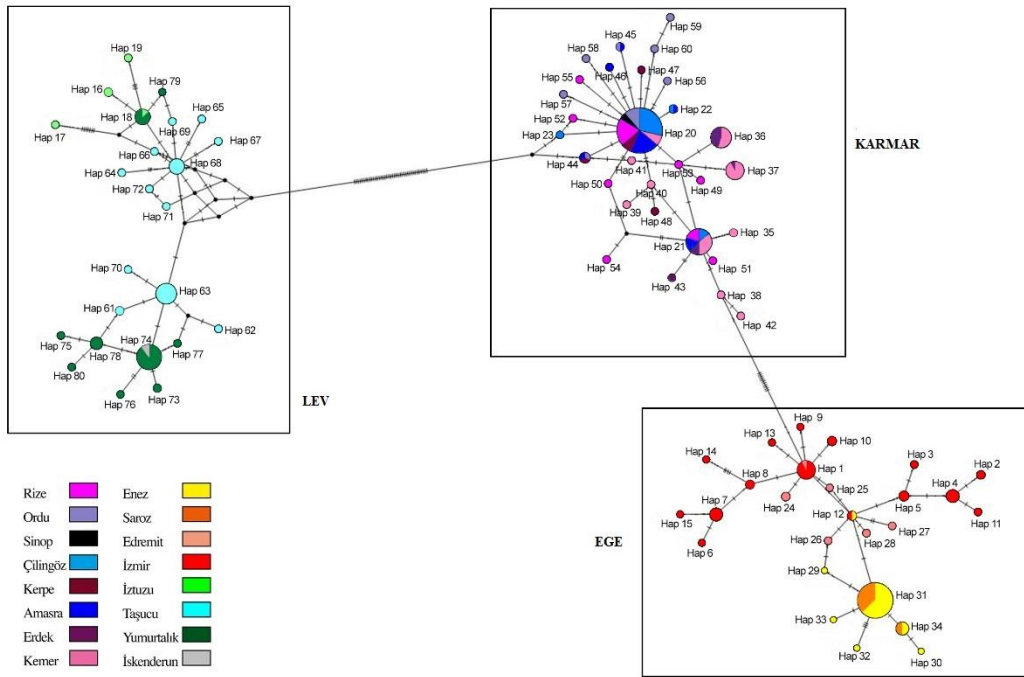 Hap 19
Hap 79
Hap 16
Hap 18
Hap 65
Hap 17
Hap 69
Hap 67
Hap 66
Hap 68
Hap 64
Hap 72
Hap 71
Hap 70
Hap 63
Hap 61
Hap 62
Hap 74
Hap 75
Hap 78
Hap 77
Hap 80
Hap 76
Hap 73
LEV
Hap 59
Hap 45
Hap 58
Hap 60
Hap 55
Hap 46
Hap 47
Hap 56
Hap 57
Hap 52
Hap 22
Hap 23
Hap 20
Hap 36
Hap 44
Hap 41
Hap 53
Hap 37
Hap 50
Hap 40
Hap 49
Hap 39
Hap 48
Hap 35
Hap 21
Hap 54
Hap 51
Hap 43
Hap 38
Hap 42
KARMAR
Hap 9
Hap 13
Hap 10
Hap 14
Hap 3
Hap 2
Hap 8
Hap 1
Hap 25
Hap 4
Hap 7
Hap 24
Hap 12
Hap 5
Hap 11
Hap 15
Hap 27
Hap 6
Hap 26
Hap 28
Hap 29
Hap 31
Hap 33
Hap 34
Hap 32
Hap 30
EGE
Rize Enez
Ordu Saroz
Sinop Edremit
Çilingöz İzmir
Kerpe İztuzu
Amasra Taşucu
Erdek Yumurtalık
Kemer İskenderun